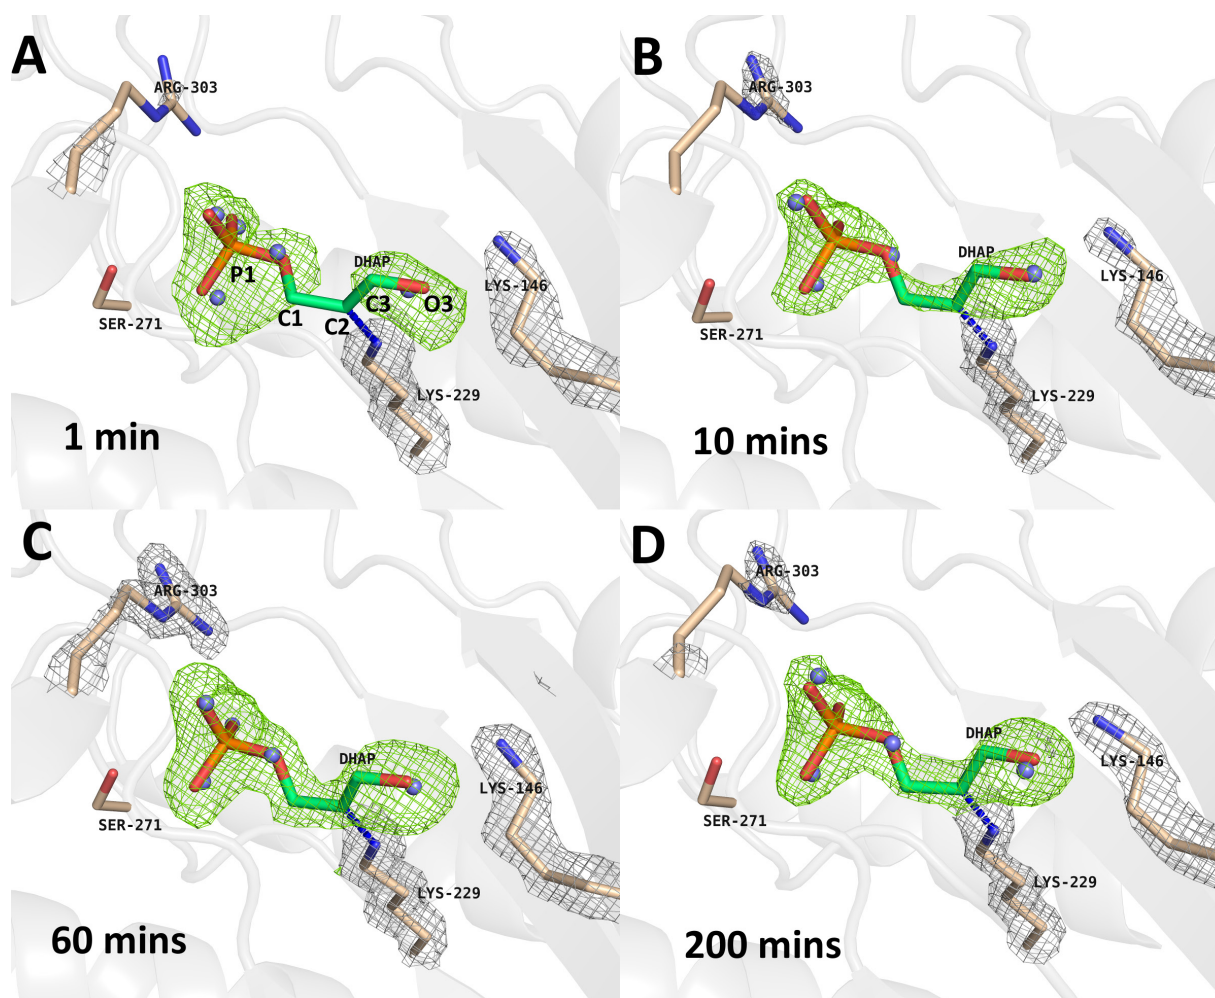 A
ARG-303
P1
DHAP
C1
C2
C3
O3
LYS-146
SER-271
LYS-229
1 min
B
ARG-303
DHAP
LYS-146
SER-271
LYS-229
10 mins
C
ARG-303
DHAP
LYS-146
SER-271
LYS-229
60 mins
D
ARG-303
DHAP
LYS-146
SER-271
LYS-229
200 mins